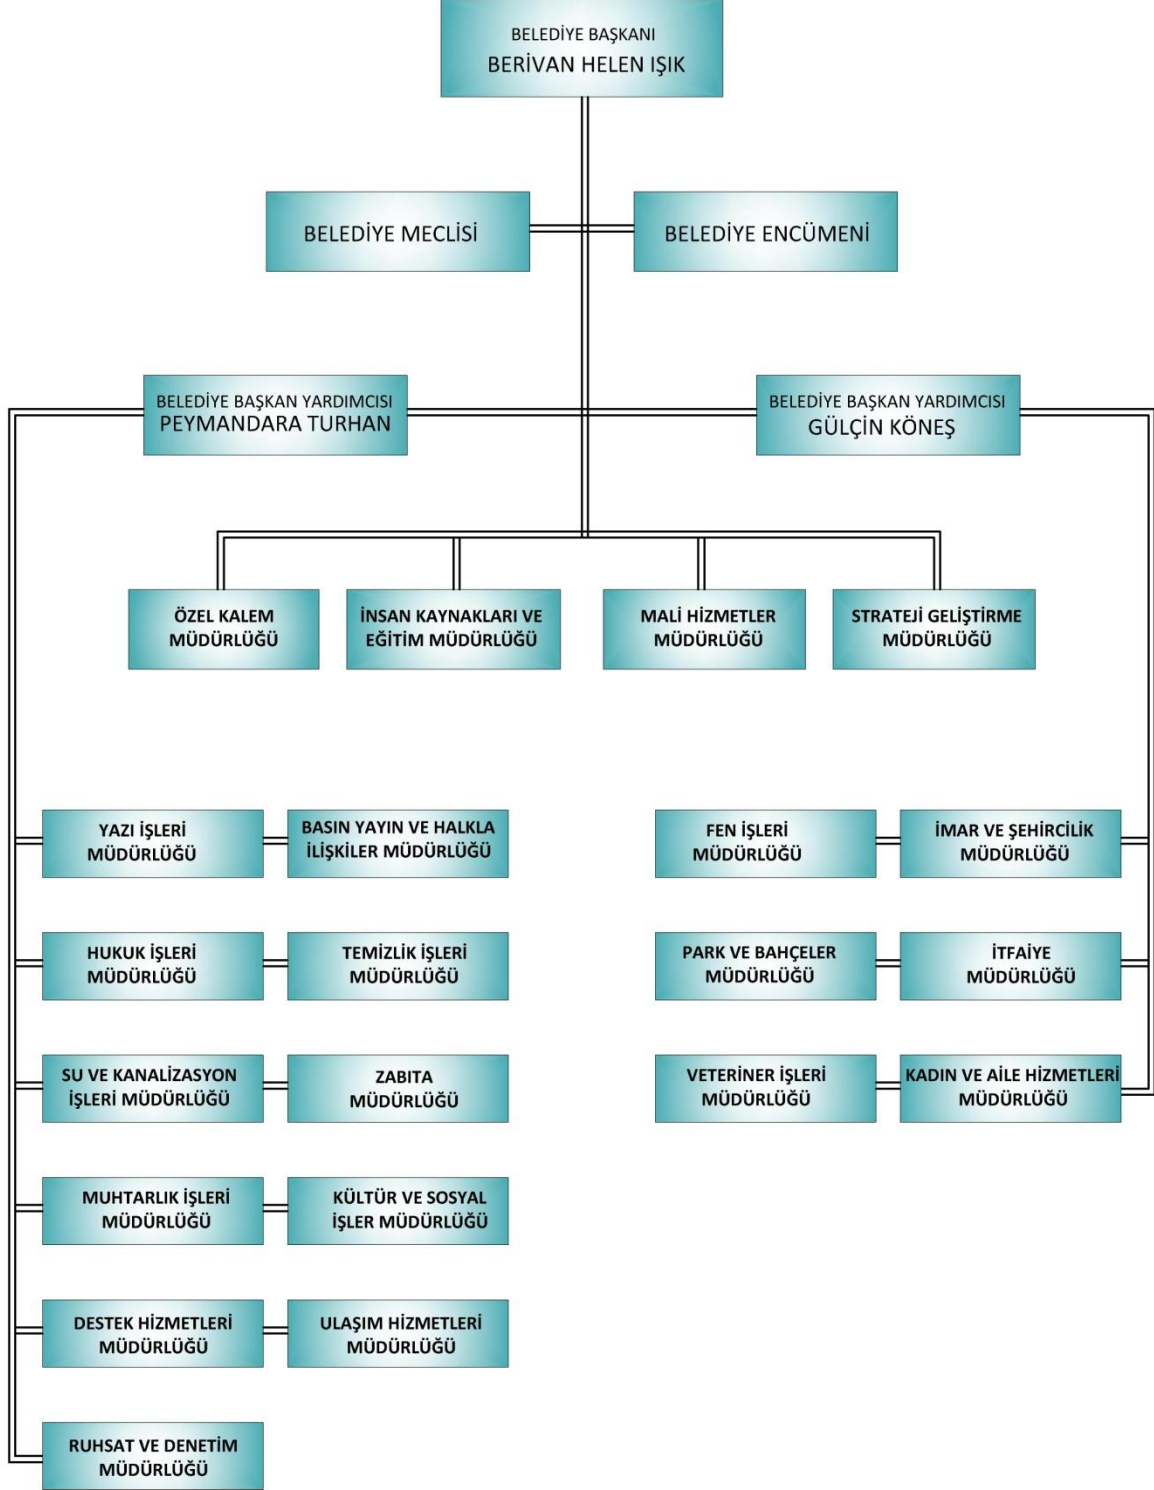 BELEDİYE BAŞKANI
BERİVAN HELEN IŞIK
BELEDİYE MECLİSİ
BELEDİYE ENCÜMENİ
BELEDİYE BAŞKAN YARDIMCISI
PEYMANDARA TURHAN
BELEDİYE BAŞKAN YARDIMCISI
GÜLÇİN KÖNEŞ
ÖZEL KALEM
MÜDÜRLÜĞÜ
İNSAN KAYNAKLARI VE
EĞİTİM MÜDÜRLÜĞÜ
MALİ HİZMETLER
MÜDÜRLÜĞÜ
STRATEJİ GELİŞTİRME
MÜDÜRLÜĞÜ
YAZI İŞLERİ
MÜDÜRLÜĞÜ
BASIN YAYIN VE HALKLA
İLİŞKİLER MÜDÜRLÜĞÜ
FEN İŞLERİ
MÜDÜRLÜĞÜ
İMAR VE ŞEHİRCİLİK
MÜDÜRLÜĞÜ
HUKUK İŞLERİ
MÜDÜRLÜĞÜ
TEMİZLİK İŞLERİ
MÜDÜRLÜĞÜ
PARK VE BAHÇELER
MÜDÜRLÜĞÜ
İTFAİYE
MÜDÜRLÜĞÜ
SU VE KANALİZASYON
İŞLERİ MÜDÜRLÜĞÜ
ZABITA
MÜDÜRLÜĞÜ
VETERİNER İŞLERİ
MÜDÜRLÜĞÜ
KADIN VE AİLE HİZMETLERİ
MÜDÜRLÜĞÜ
MUHTARLIK İŞLERİ
MÜDÜRLÜĞÜ
KÜLTÜR VE SOSYAL
İŞLER MÜDÜRLÜĞÜ
DESTEK HİZMETLERİ
MÜDÜRLÜĞÜ
ULAŞIM HİZMETLERİ
MÜDÜRLÜĞÜ
RUHSAT VE DENETİM
MÜDÜRLÜĞÜ